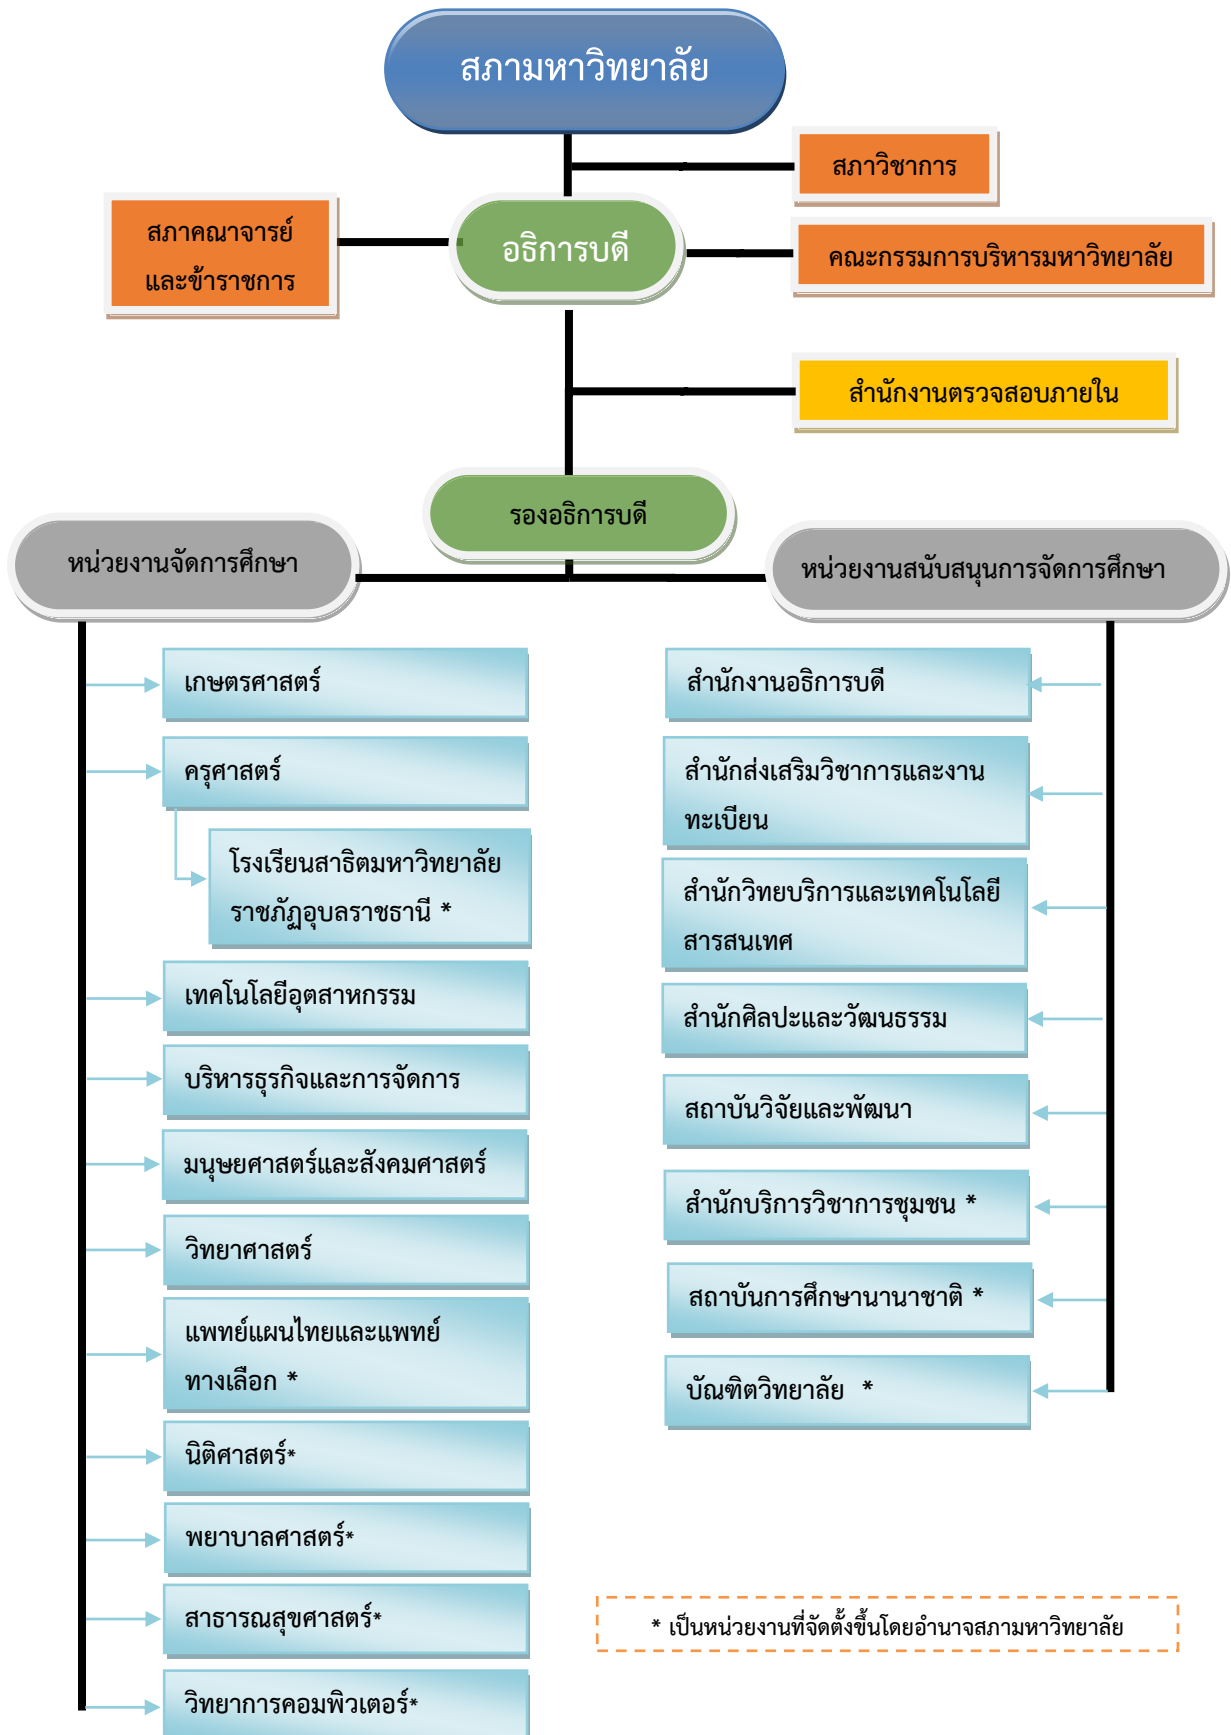 สภามหาวิทยาลัย
สภาวิชาการ
สภาคณาจารย์
และข้าราชการ
อธิการบดี
คณะกรรมการบริหารมหาวิทยาลัย
สำนักงานตรวจสอบภายใน
รองอธิการบดี
หน่วยงานจัดการศึกษา
หน่วยงานสนับสนุนการจัดการศึกษา
เกษตรศาสตร์
ครุศาสตร์
โรงเรียนสาธิตมหาวิทยาลัย
ราชภัฏอุบลราชธานี *
เทคโนโลยีอุตสาหกรรม
บริหารธุรกิจและการจัดการ
มนุษยศาสตร์และสังคมศาสตร์
วิทยาศาสตร์
แพทย์แผนไทยและแพทย์
ทางเลือก *
นิติศาสตร์*
พยาบาลศาสตร์*
สาธารณสุขศาสตร์*
วิทยาการคอมพิวเตอร์*
สำนักงานอธิการบดี
สำนักส่งเสริมวิชาการและงาน
ทะเบียน
สำนักวิทยบริการและเทคโนโลยี
สารสนเทศ
สำนักศิลปะและวัฒนธรรม
สถาบันวิจัยและพัฒนา
สำนักบริการวิชาการชุมชน *
สถาบันการศึกษานานาชาติ *
บัณฑิตวิทยาลัย *
* เป็นหน่วยงานที่จัดตั้งขึ้นโดยอำนาจสภามหาวิทยาลัย